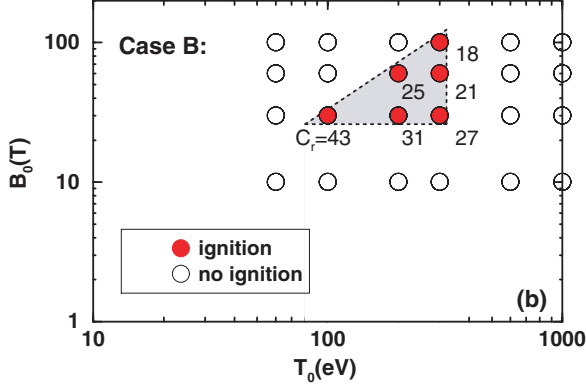 100
Case B:
18
25
21
C_r=43
31
27
B_0(T)
10
ignition
no ignition
(b)
1
10
100
1000
T_0(eV)